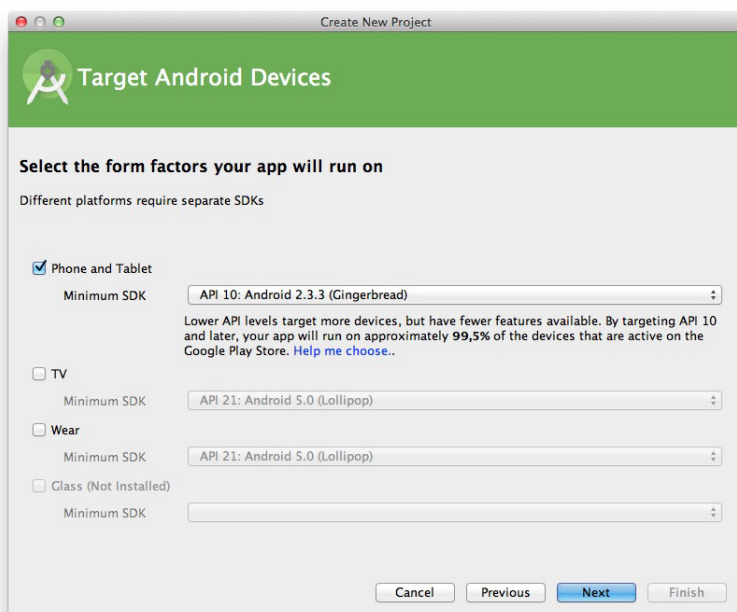 Create New Project
Target Android Devices
Select the form factors your app will run on
Different platforms require separate SDKs
Phone and Tablet
Minimum SDK API 10: Android 2.3.3 (Gingerbread)
Lower API levels target more devices, but have fewer features available. By targeting API 10
and later, your app will run on approximately 99,5% of the devices that are active on the
Google Play Store. Help me choose..
TV
Minimum SDK API 21: Android 5.0 (Lollipop)
Wear
Minimum SDK API 21: Android 5.0 (Lollipop)
Glass (Not Installed)
Minimum SDK
Cancel Previous Next Finish